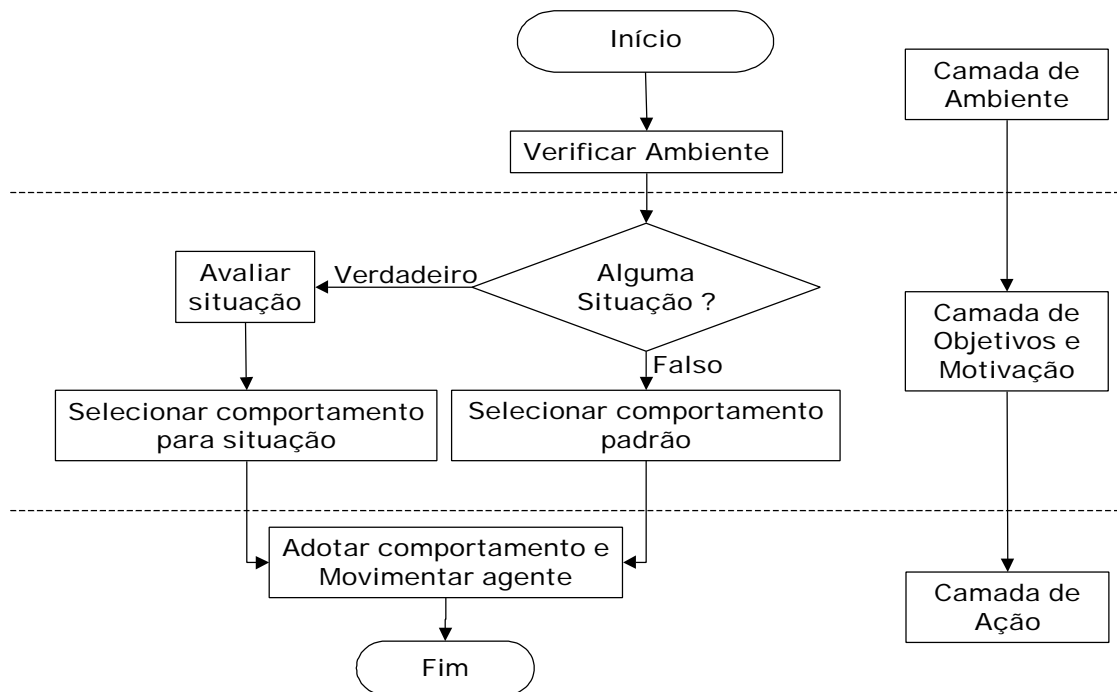 Início
Camada de
Ambiente
Verificar Ambiente
Avaliar
situação
Verdadeiro
Alguma
Situação ?
Camada de
Objetivos e
Motivação
Falso
Selecionar comportamento
para situação
Selecionar comportamento
padrão
Adotar comportamento e
Movimentar agente
Camada de
Ação
Fim